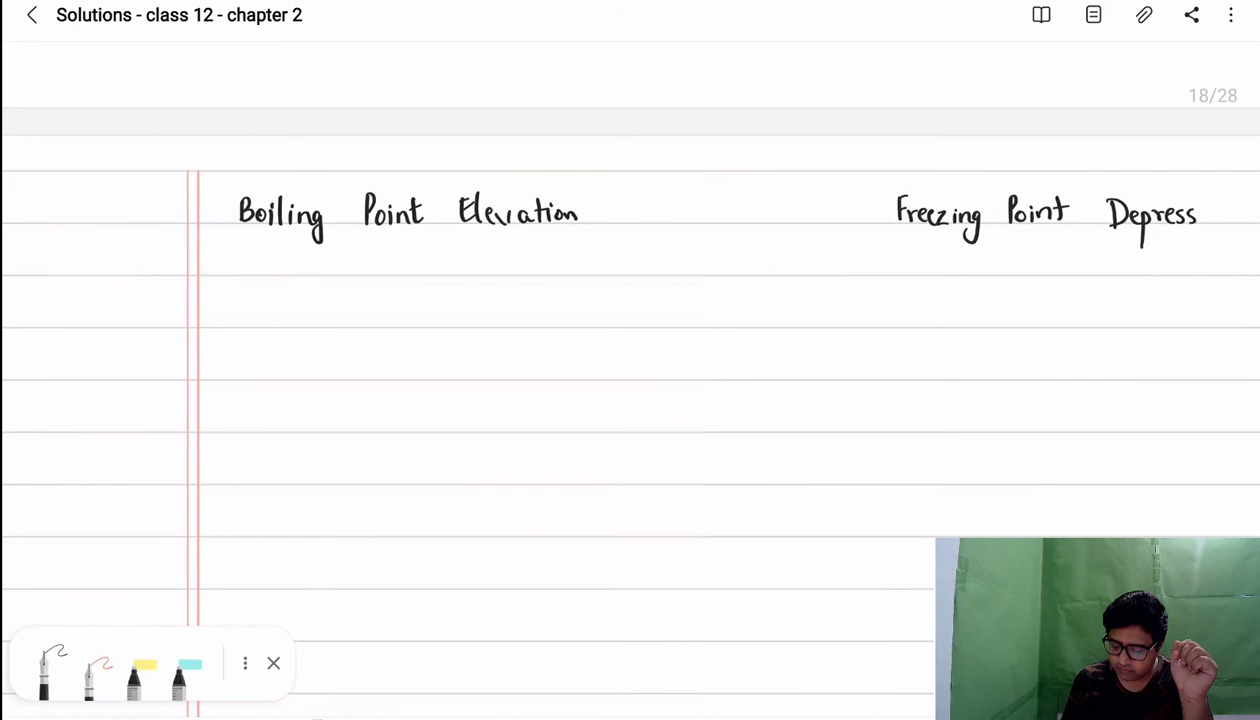 Solutions - class 12 - chapter 2
18/28
Boiling Point Elevation
Freezing Point Depress